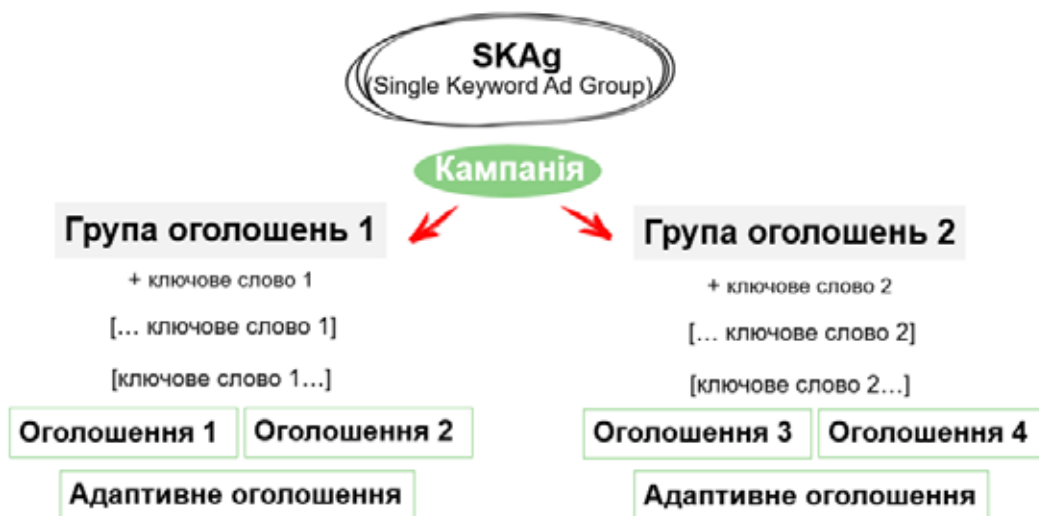 SKAg
(Single Keyword Ad Group)
Кампанія
Група оголошень 1
+ ключове слово 1
[... ключове слово 1]
[ключове слово 1...]
Оголошення 1
Оголошення 2
Адаптивне оголошення
Група оголошень 2
+ ключове слово 2
[... ключове слово 2]
[ключове слово 2...]
Оголошення 3
Оголошення 4
Адаптивне оголошення